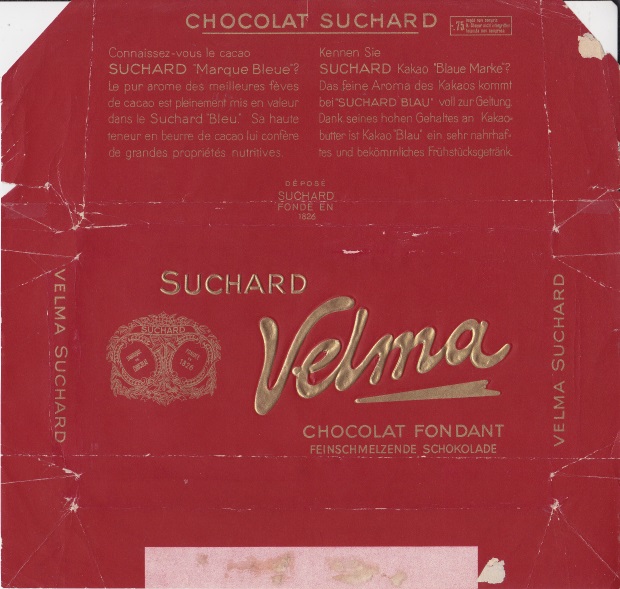 CHOCOLAT SUCHARD
.75
Connaissez-vous le cacao
SUCHARD "Marque Bleue"?
Le pur arome des meilleures fèves
de cacao est pleinement mis en valeur
dans le Suchard "Bleu." Sa haute
teneur en beurre de cacao lui confère
de grandes propriétés nutritives.
Kennen Sie
SUCHARD Kakao "Blaue Marke"?
Das feine Aroma des Kakaos kommt
bei "SUCHARD BLAU" voll zur Geltung.
Dank seines hohen Gehaltes an Kakao-
butter ist Kakao "Blau" ein sehr nahrhaf-
tes und bekömmliches Frühstücksgetränk.
DÉPOSÉ
SUCHARD
FONDÉ EN
1826
SUCHARD
Velma
SUCHARD
1826
CHOCOLAT FONDANT
FEINSCHMELZENDE SCHOKOLADE
VELMA SUCHARD
VELMA SUCHARD